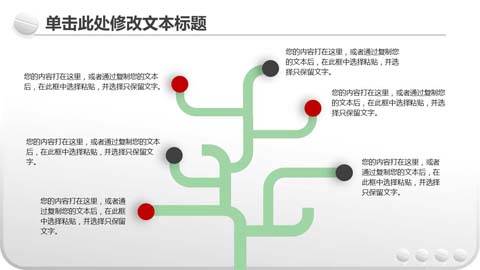 单击此处修改文本标题
您的内容打在这里，或者通过复制您
的文本后，在此框中选择粘贴，并选
择只保留文字。
您的内容打在这里，或者通过复制您的文本
后，在此框中选择粘贴，并选择只保留文字。
您的内容打在这里，或者通过复制您
的文本后，在此框中选择粘贴，并选
择只保留文字。
您的内容打在这里，或者通过复制您的文本
后，在此框中选择粘贴，并选择只保留文
字。
您的内容打在这里，或者
通过复制您的文本后，在
此框中选择粘贴，并选择
只保留文字。
您的内容打在这里，或者通
过复制您的文本后，在此框
中选择粘贴，并选择只保留
文字。